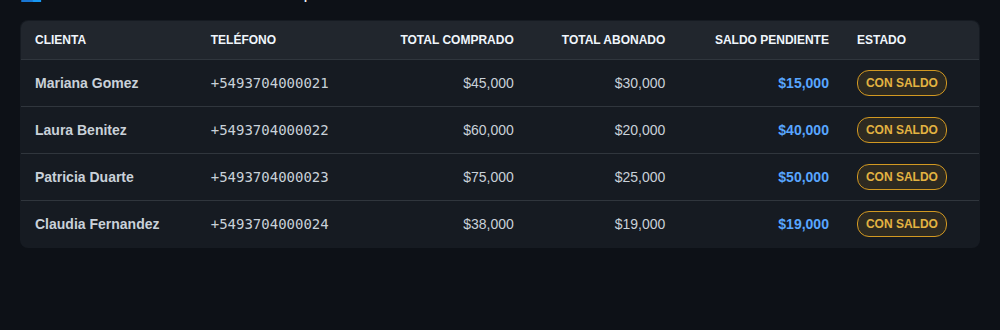 CLIENTA TELÉFONO TOTAL COMPRADO TOTAL ABONADO SALDO PENDIENTE ESTADO
Mariana Gomez +5493704000021 $45,000 $30,000 $15,000 CON SALDO
Laura Benitez +5493704000022 $60,000 $20,000 $40,000 CON SALDO
Patricia Duarte +5493704000023 $75,000 $25,000 $50,000 CON SALDO
Claudia Fernandez +5493704000024 $38,000 $19,000 $19,000 CON SALDO